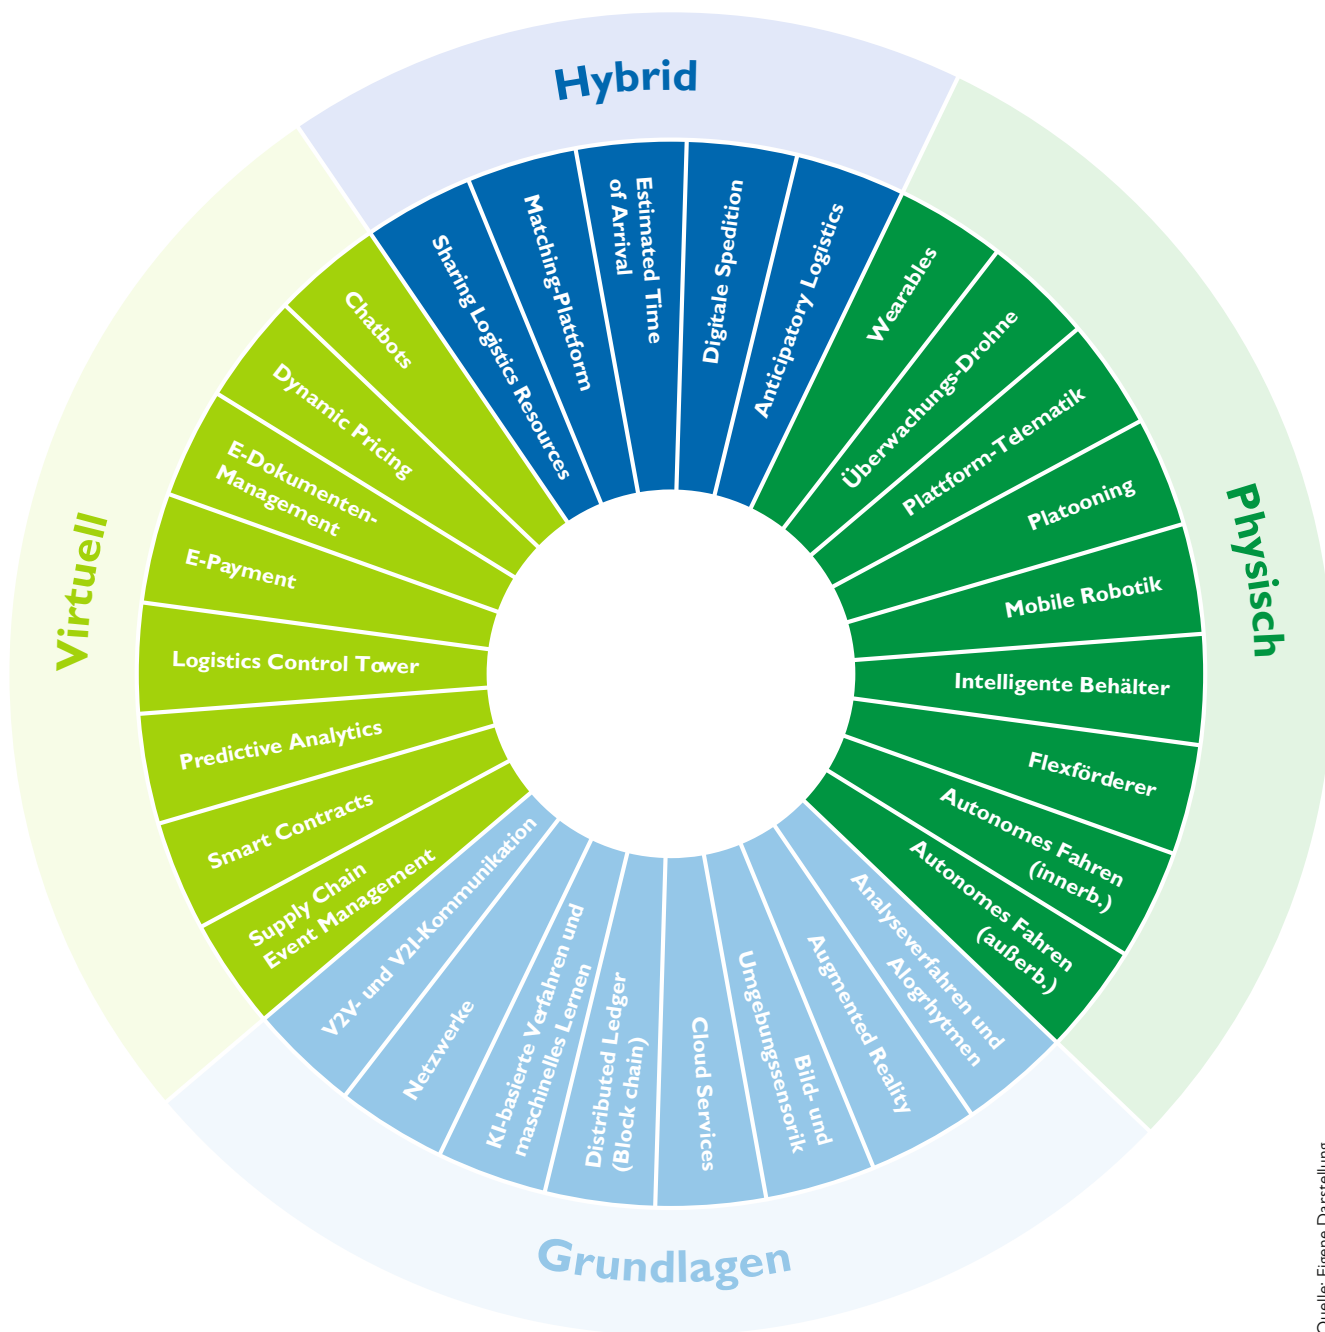 Hybrid
Sharing Logistics Resources
Matching-Plattform
Estimated Time
of Arrival
Digitale Spedition
Anticipatory Logistics
Physisch
Wearables
Überwachungs-Drohne
Plattform-Telematik
Platooning
Mobile Robotik
Intelligente Behälter
Flexförderer
Autonomes Fahren
(innerb.)
Autonomes Fahren
(außerb.)
Grundlagen
Analyseverfahren und
Alogrhytmen
Augmented Reality
Bild- und
Umgebungssensorik
Cloud Services
Distributed Ledger
(Block chain)
KI-basierte Verfahren und
maschinelles Lernen
Netzwerke
V2V- und V2I-Kommunikation
Virtuell
Supply Chain
Event Management
Smart Contracts
Predictive Analytics
Logistics Control Tower
E-Payment
E-Dokumenten-
Management
Dynamic Pricing
Chatbots
Quelle: Eigene Darstellung